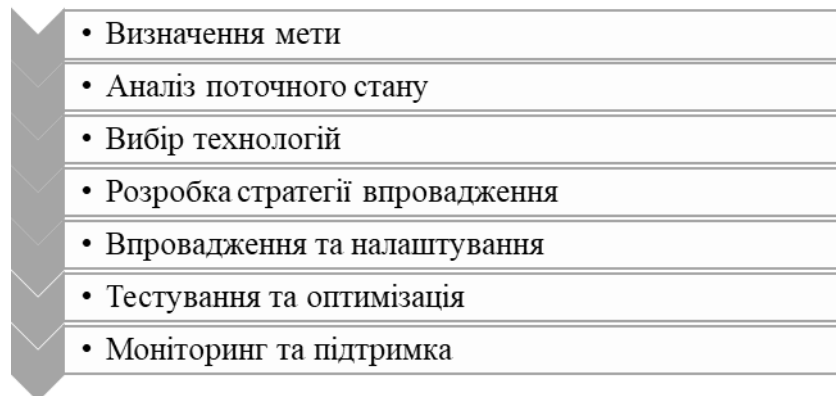 • Визначення мети
• Аналіз поточного стану
• Вибір технологій
• Розробка стратегії впровадження
• Впровадження та налаштування
• Тестування та оптимізація
• Моніторинг та підтримка